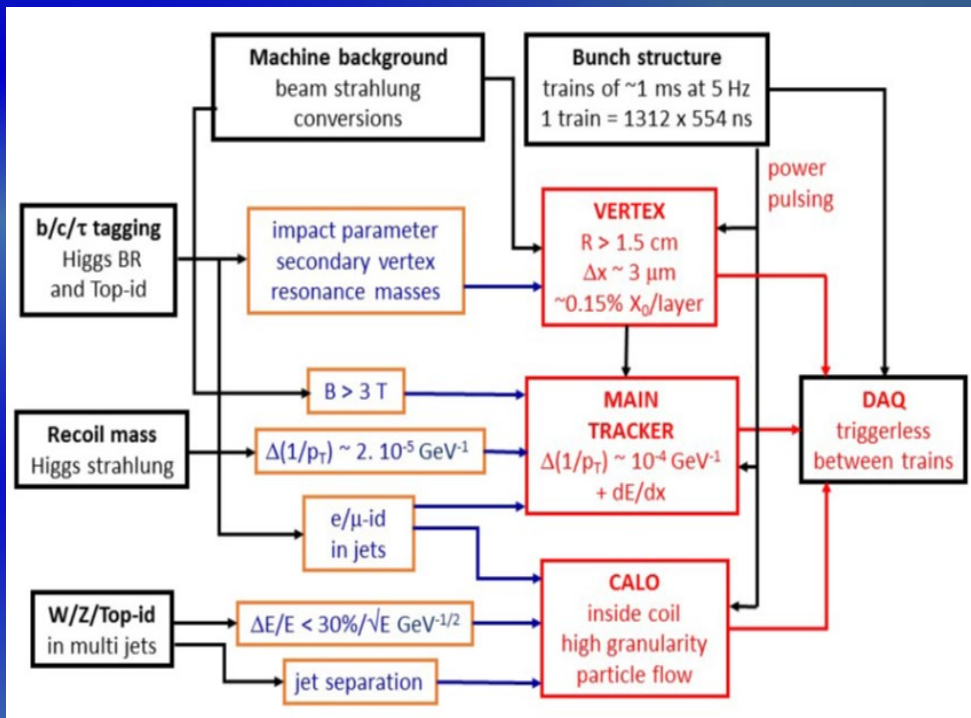 Machine background
beam strahlung
conversions
Bunch structure
trains of ~1 ms at 5 Hz
1 train = 1312 x 554 ns
power
pulsing
b/c/τ tagging
Higgs BR
and Top-id
impact parameter
secondary vertex
resonance masses
VERTEX
R > 1.5 cm
Δx ~ 3 μm
~0.15% X₀/layer
B > 3 T
MAIN
TRACKER
Δ(1/p_T) ~ 10⁻⁴ GeV⁻¹
+ dE/dx
DAQ
triggerless
between trains
Recoil mass
Higgs strahlung
Δ(1/p_T) ~ 2. 10⁻⁵ GeV⁻¹
e/μ-id
in jets
CALO
inside coil
high granularity
particle flow
W/Z/Top-id
in multi jets
ΔE/E < 30%/√E GeV⁻¹/²
jet separation